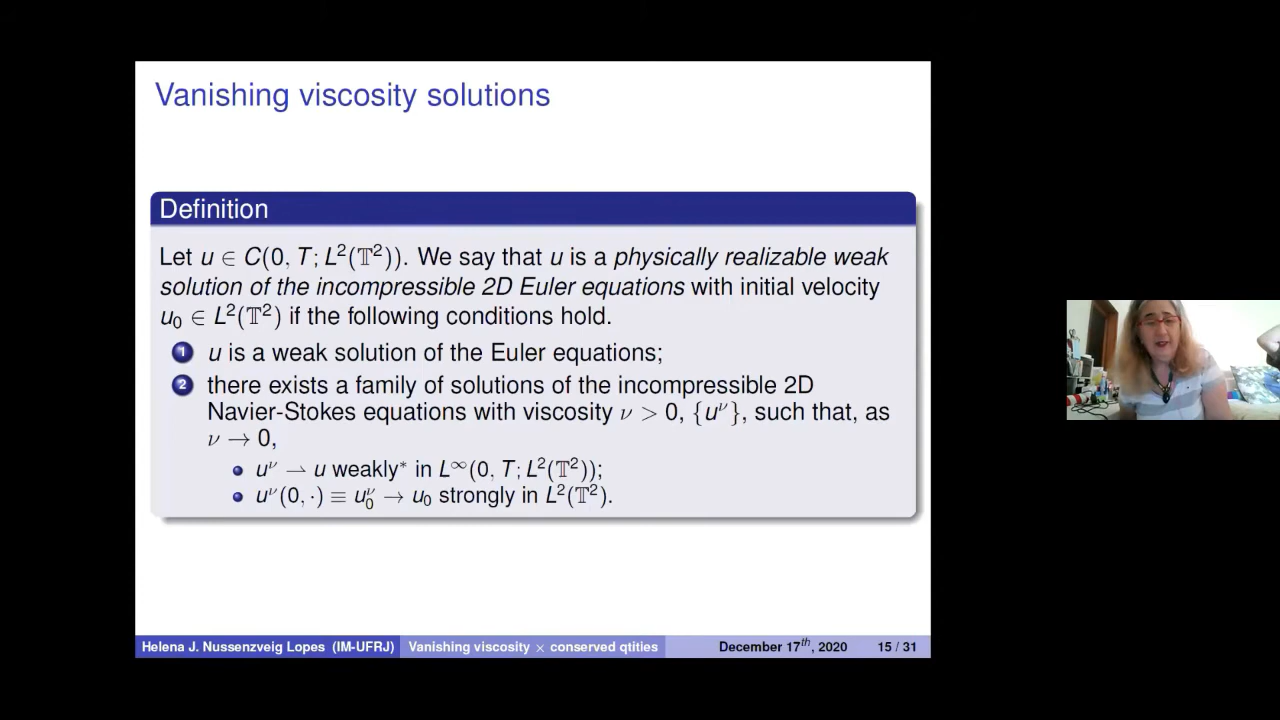 Vanishing viscosity solutions
Definition
Let u ∈ C(0, T; L²(𝕋²)). We say that u is a physically realizable weak
solution of the incompressible 2D Euler equations with initial velocity
u₀ ∈ L²(𝕋²) if the following conditions hold.
1 u is a weak solution of the Euler equations;
2 there exists a family of solutions of the incompressible 2D
Navier-Stokes equations with viscosity ν > 0, {u^ν}, such that, as
ν → 0,
• u^ν ⇀ u weakly* in L^∞(0, T; L²(𝕋²));
• u^ν(0, ·) ≡ u₀^ν → u₀ strongly in L²(𝕋²).
Helena J. Nussenzveig Lopes (IM-UFRJ) Vanishing viscosity × conserved qtities December 17th, 2020 15 / 31